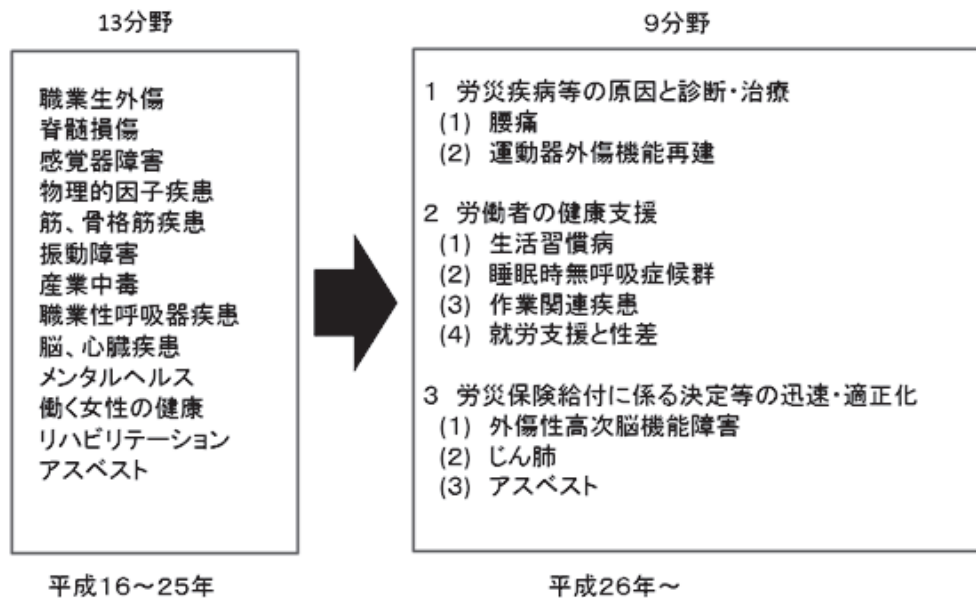 13分野
職業生外傷
脊髄損傷
感覚器障害
物理的因子疾患
筋、骨格筋疾患
振動障害
産業中毒
職業性呼吸器疾患
脳、心臓疾患
メンタルヘルス
働く女性の健康
リハビリテーション
アスベスト
平成16～25年
9分野
1 労災疾病等の原因と診断・治療
(1) 腰痛
(2) 運動器外傷機能再建
2 労働者の健康支援
(1) 生活習慣病
(2) 睡眠時無呼吸症候群
(3) 作業関連疾患
(4) 就労支援と性差
3 労災保険給付に係る決定等の迅速・適正化
(1) 外傷性高次脳機能障害
(2) じん肺
(3) アスベスト
平成26年～